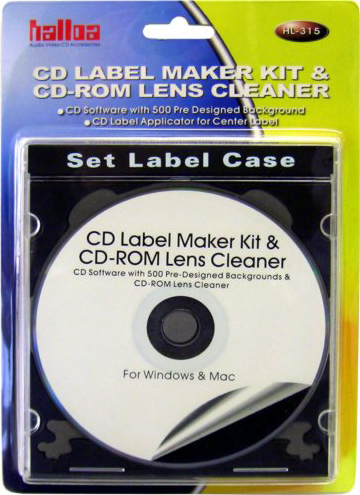 halloa
Audio Video CD Accessories
HL-315
CD LABEL MAKER KIT &
CD-ROM LENS CLEANER
CD Software with 500 Pre Designed Background
CD Label Applicator for Center Label
Set Label Case
CD Label Maker Kit &
CD-ROM Lens Cleaner
CD Software with 500 Pre-Designed Backgrounds &
CD-ROM Lens Cleaner
For Windows & Mac